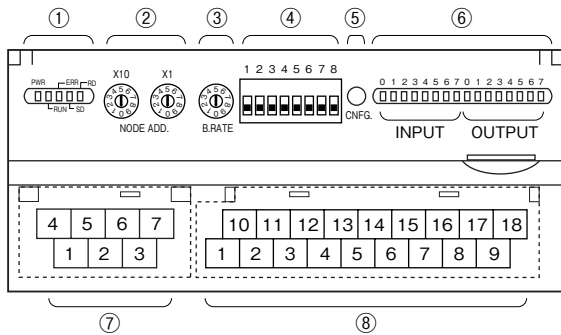 ① ② ③ ④ ⑤ ⑥
PWR ERR RD
RUN SD
X10 X1
NODE ADD.
B.RATE
1 2 3 4 5 6 7 8
CNFG.
0 1 2 3 4 5 6 7 0 1 2 3 4 5 6 7
INPUT OUTPUT
4 5 6 7
1 2 3
10 11 12 13 14 15 16 17 18
1 2 3 4 5 6 7 8 9
⑦ ⑧